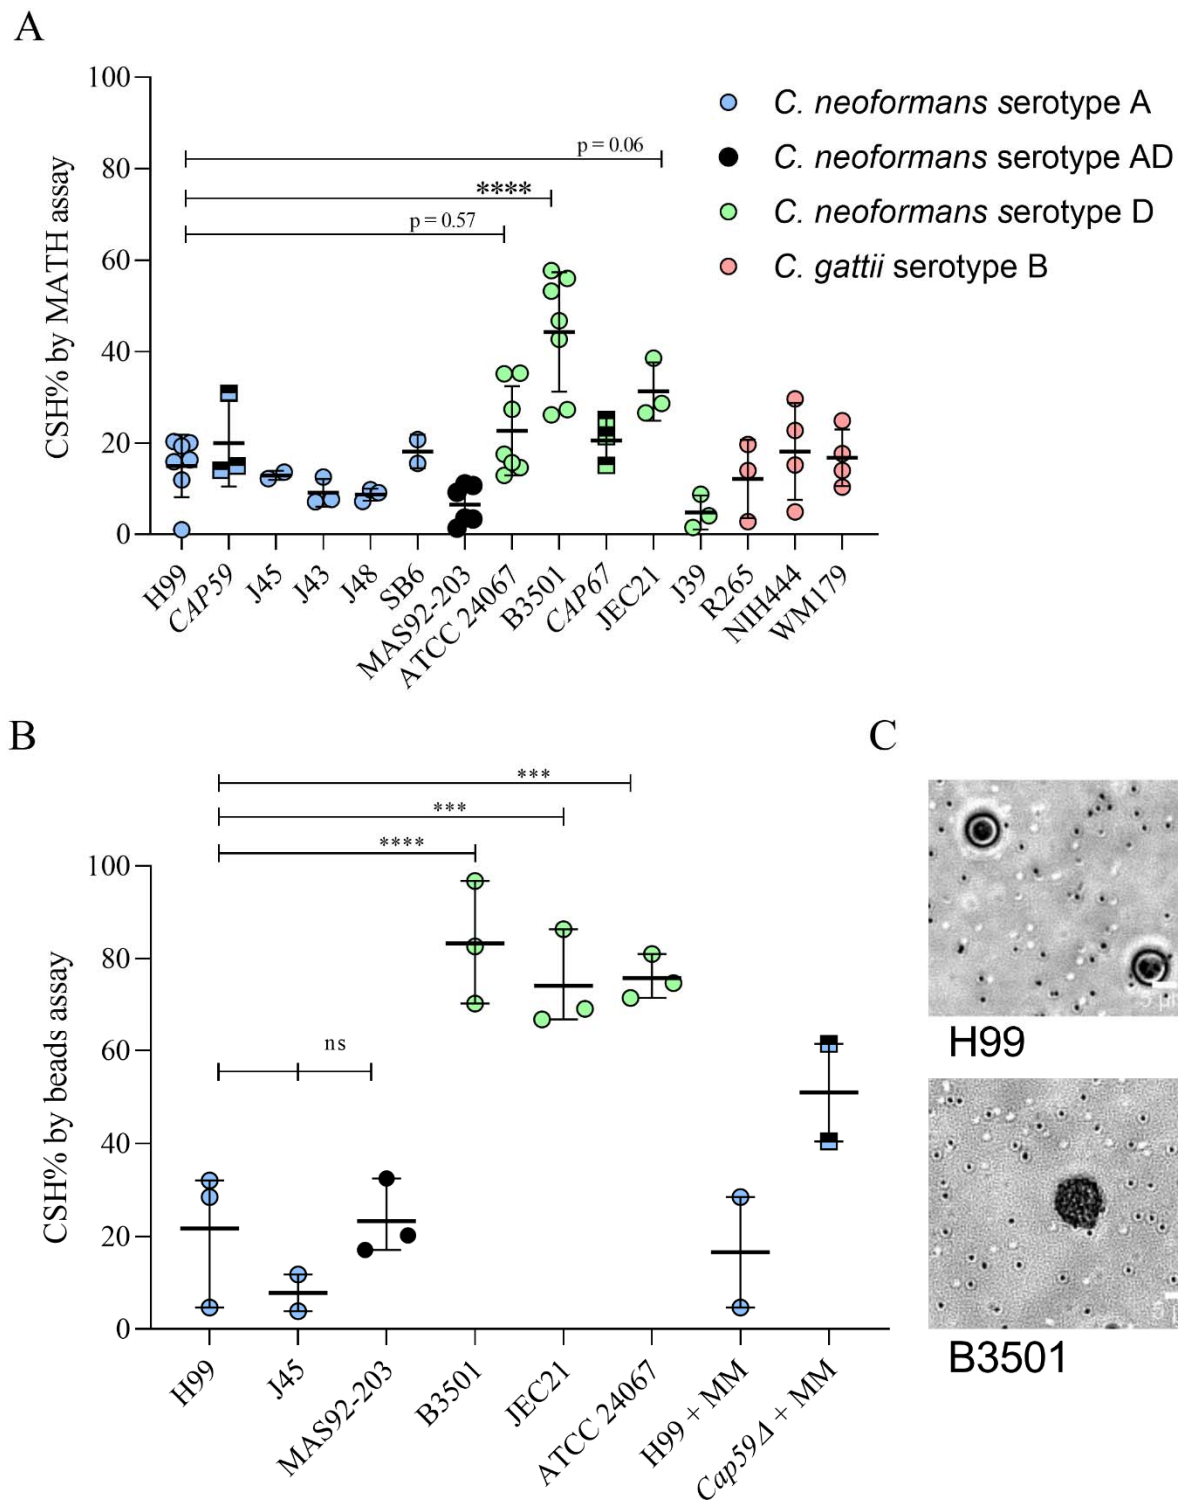 A
100
80
60
40
20
0
CSH% by MATH assay
p = 0.06
****
p = 0.57
C. neoformans serotype A
C. neoformans serotype AD
C. neoformans serotype D
C. gattii serotype B
H99
CAP59
J45
J43
J48
SB6
MAS92-203
ATCC 24067
B3501
CAP67
JEC21
J39
R265
NIH444
WM179
B
***
***
****
ns
100
80
60
40
20
0
CSH% by beads assay
H99
J45
MAS92-203
B3501
JEC21
ATCC 24067
H99 + MM
Cap59Δ + MM
C
H99
B3501